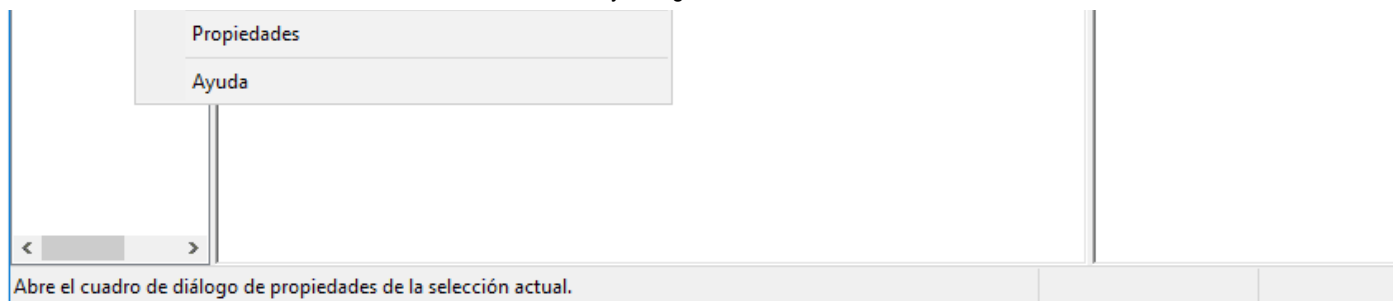 Propiedades
Ayuda
Abre el cuadro de diálogo de propiedades de la selección actual.